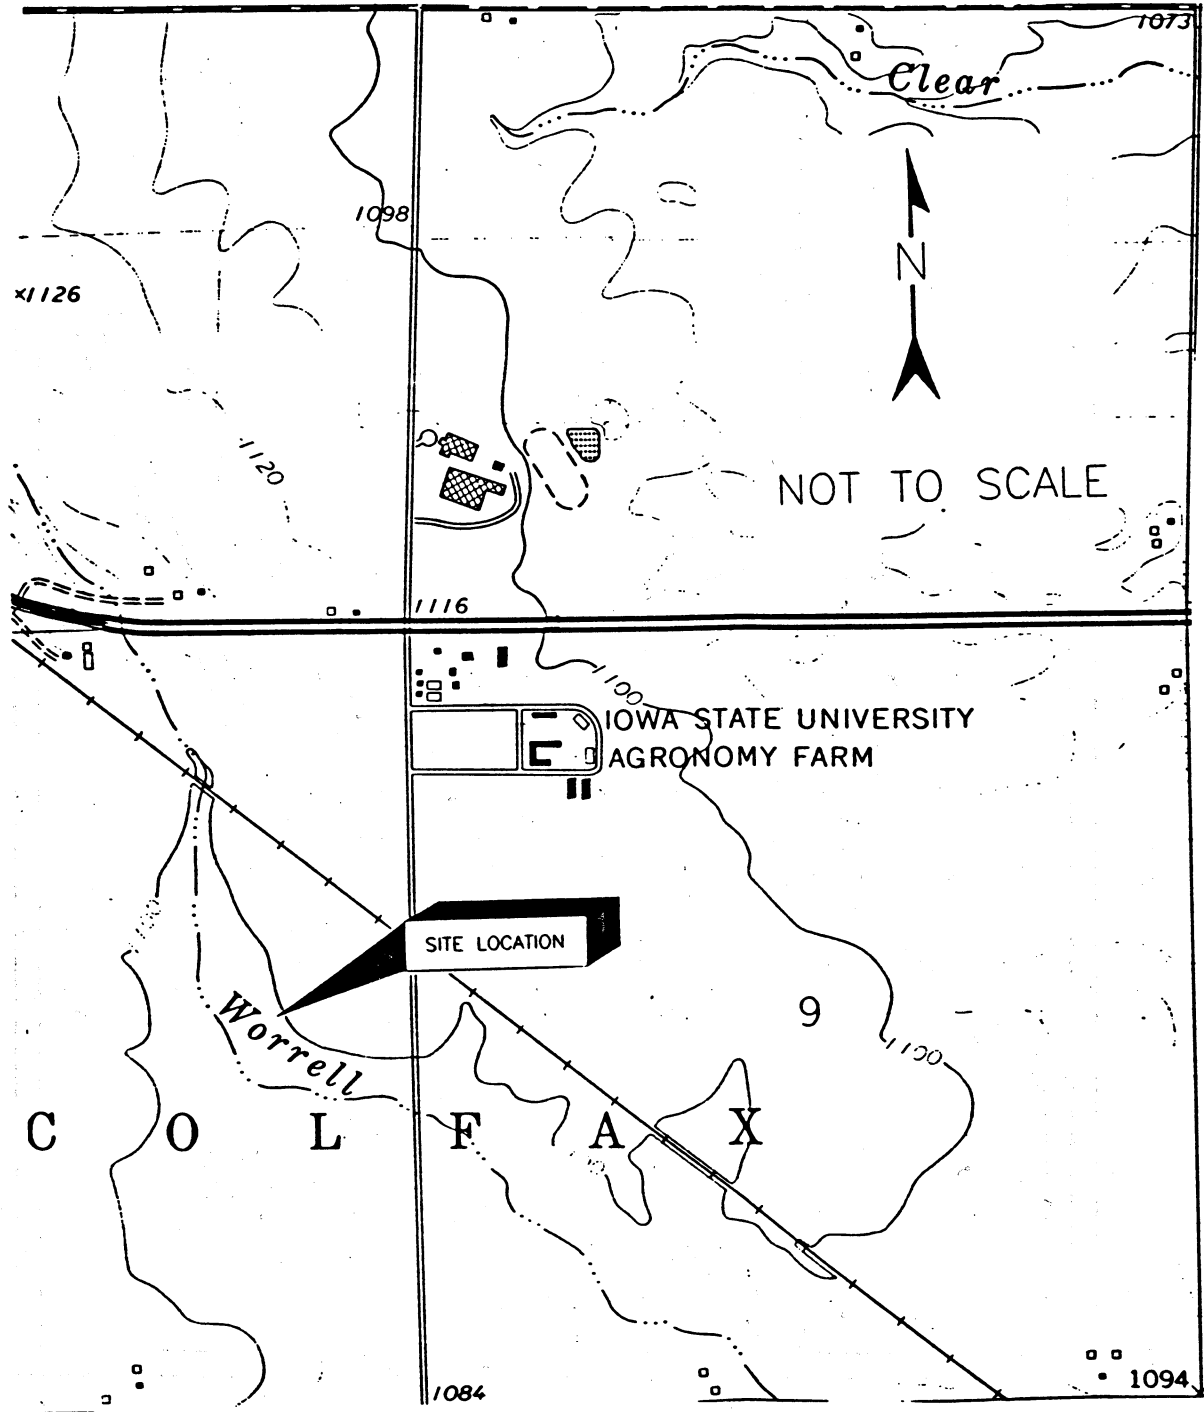 1073
Clear
1098
N
×1126
1120
NOT TO SCALE
1116
1100
IOWA STATE UNIVERSITY
AGRONOMY FARM
SITE LOCATION
9
Worrell
1100
C O L F A X
1084
1094